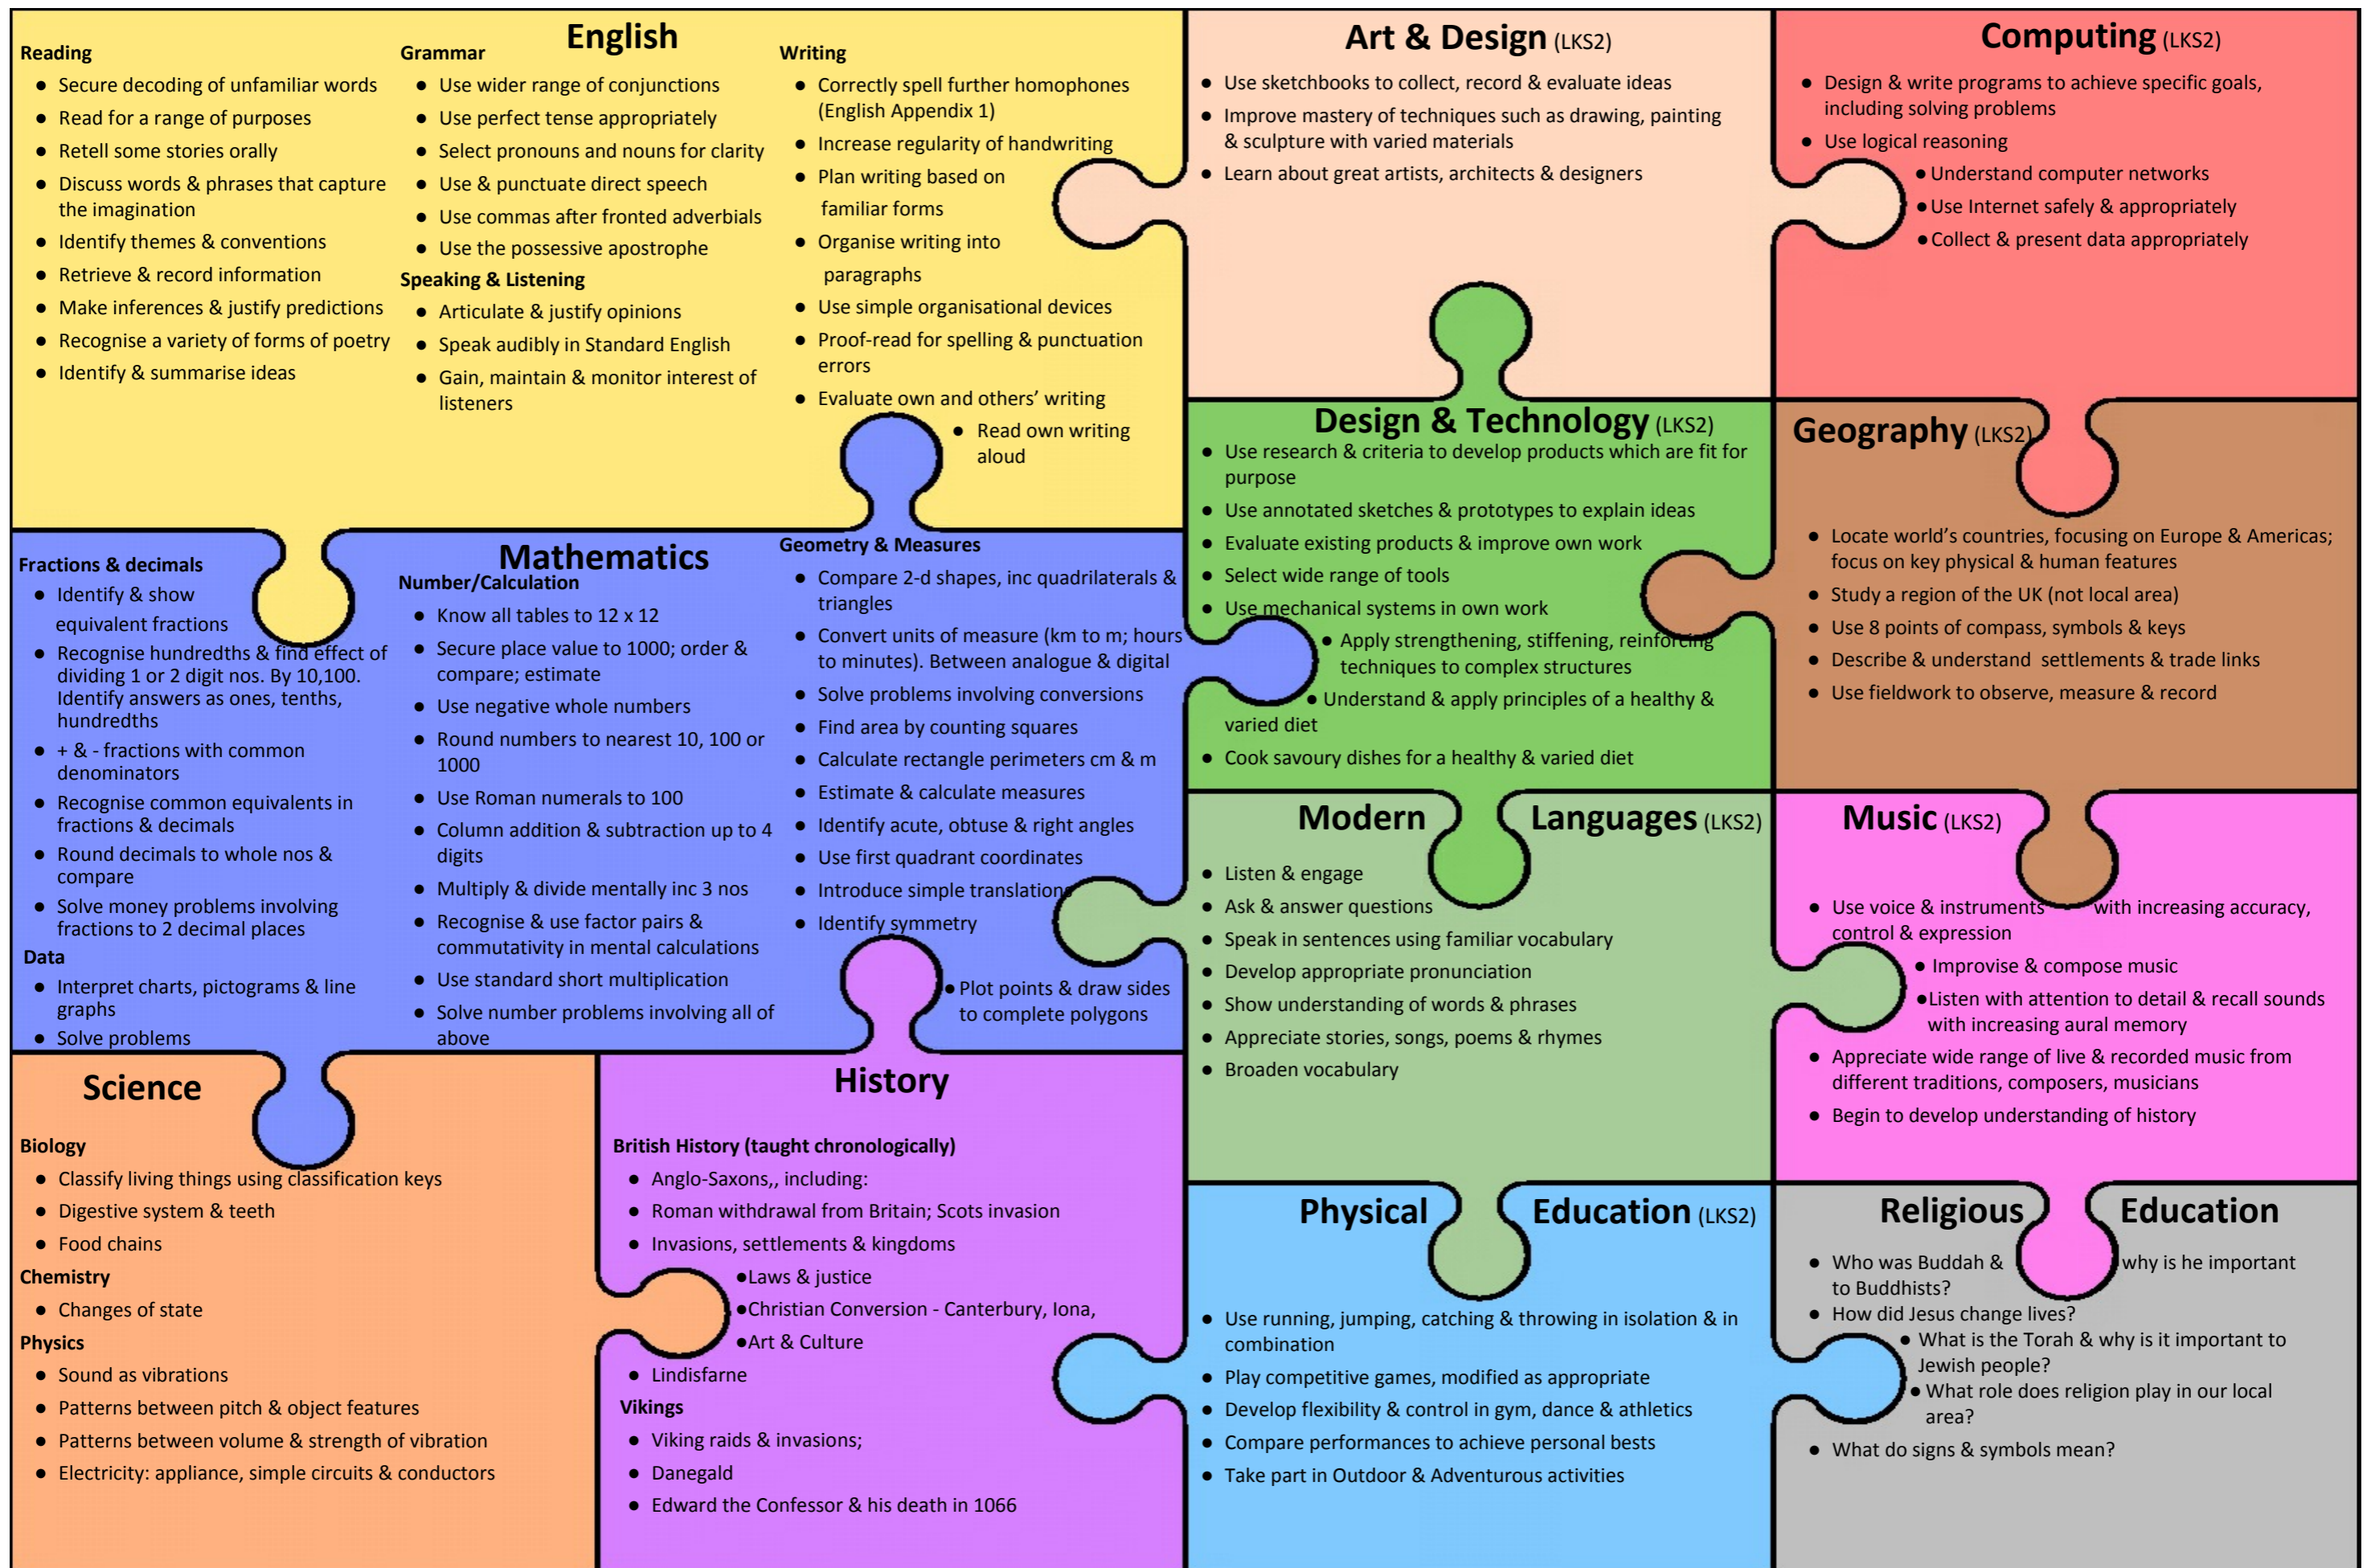 English
Reading
● Secure decoding of unfamiliar words
● Read for a range of purposes
● Retell some stories orally
● Discuss words & phrases that capture
the imagination
● Identify themes & conventions
● Retrieve & record information
● Make inferences & justify predictions
● Recognise a variety of forms of poetry
● Identify & summarise ideas
Grammar
● Use wider range of conjunctions
● Use perfect tense appropriately
● Select pronouns and nouns for clarity
● Use & punctuate direct speech
● Use commas after fronted adverbials
● Use the possessive apostrophe
Speaking & Listening
● Articulate & justify opinions
● Speak audibly in Standard English
● Gain, maintain & monitor interest of
listeners
Writing
● Correctly spell further homophones
(English Appendix 1)
● Increase regularity of handwriting
● Plan writing based on
familiar forms
● Organise writing into
paragraphs
● Use simple organisational devices
● Proof-read for spelling & punctuation
errors
● Evaluate own and others’ writing
● Read own writing
aloud
Art & Design (LKS2)
● Use sketchbooks to collect, record & evaluate ideas
● Improve mastery of techniques such as drawing, painting
& sculpture with varied materials
● Learn about great artists, architects & designers
Computing (LKS2)
● Design & write programs to achieve specific goals,
including solving problems
● Use logical reasoning
● Understand computer networks
● Use Internet safely & appropriately
● Collect & present data appropriately
Mathematics
Fractions & decimals
● Identify & show
equivalent fractions
● Recognise hundredths & find effect of
dividing 1 or 2 digit nos. By 10,100.
Identify answers as ones, tenths,
hundredths
● + & - fractions with common
denominators
● Recognise common equivalents in
fractions & decimals
● Round decimals to whole nos &
compare
● Solve money problems involving
fractions to 2 decimal places
Data
● Interpret charts, pictograms & line
graphs
● Solve problems
Number/Calculation
● Know all tables to 12 x 12
● Secure place value to 1000; order &
compare; estimate
● Use negative whole numbers
● Round numbers to nearest 10, 100 or
1000
● Use Roman numerals to 100
● Column addition & subtraction up to 4
digits
● Multiply & divide mentally inc 3 nos
● Recognise & use factor pairs &
commutativity in mental calculations
● Use standard short multiplication
● Solve number problems involving all of
above
Geometry & Measures
● Compare 2-d shapes, inc quadrilaterals &
triangles
● Convert units of measure (km to m; hours
to minutes). Between analogue & digital
● Solve problems involving conversions
● Find area by counting squares
● Calculate rectangle perimeters cm & m
● Estimate & calculate measures
● Identify acute, obtuse & right angles
● Use first quadrant coordinates
● Introduce simple translations
● Identify symmetry
● Plot points & draw sides
to complete polygons
Design & Technology (LKS2)
● Use research & criteria to develop products which are fit for
purpose
● Use annotated sketches & prototypes to explain ideas
● Evaluate existing products & improve own work
● Select wide range of tools
● Use mechanical systems in own work
● Apply strengthening, stiffening, reinforcing
techniques to complex structures
● Understand & apply principles of a healthy &
varied diet
● Cook savoury dishes for a healthy & varied diet
Geography (LKS2)
● Locate world’s countries, focusing on Europe & Americas;
focus on key physical & human features
● Study a region of the UK (not local area)
● Use 8 points of compass, symbols & keys
● Describe & understand settlements & trade links
● Use fieldwork to observe, measure & record
Modern Languages (LKS2)
● Listen & engage
● Ask & answer questions
● Speak in sentences using familiar vocabulary
● Develop appropriate pronunciation
● Show understanding of words & phrases
● Appreciate stories, songs, poems & rhymes
● Broaden vocabulary
Music (LKS2)
● Use voice & instruments with increasing accuracy,
control & expression
● Improvise & compose music
● Listen with attention to detail & recall sounds
with increasing aural memory
● Appreciate wide range of live & recorded music from
different traditions, composers, musicians
● Begin to develop understanding of history
Science
Biology
● Classify living things using classification keys
● Digestive system & teeth
● Food chains
Chemistry
● Changes of state
Physics
● Sound as vibrations
● Patterns between pitch & object features
● Patterns between volume & strength of vibration
● Electricity: appliance, simple circuits & conductors
History
British History (taught chronologically)
● Anglo-Saxons,, including:
● Roman withdrawal from Britain; Scots invasion
● Invasions, settlements & kingdoms
● Laws & justice
● Christian Conversion - Canterbury, Iona,
● Art & Culture
● Lindisfarne
Vikings
● Viking raids & invasions;
● Danegald
● Edward the Confessor & his death in 1066
Physical Education (LKS2)
● Use running, jumping, catching & throwing in isolation & in
combination
● Play competitive games, modified as appropriate
● Develop flexibility & control in gym, dance & athletics
● Compare performances to achieve personal bests
● Take part in Outdoor & Adventurous activities
Religious Education
● Who was Buddah & why is he important
to Buddhists?
● How did Jesus change lives?
● What is the Torah & why is it important to
Jewish people?
● What role does religion play in our local
area?
● What do signs & symbols mean?